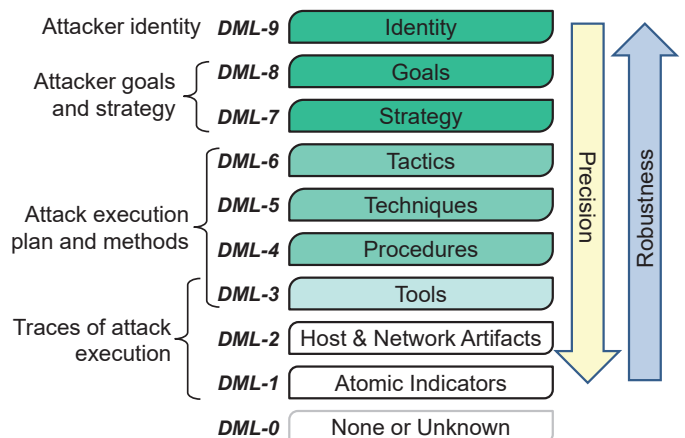 Attacker identity DML-9 Identity
Attacker goals and strategy
DML-8 Goals
DML-7 Strategy
Attack execution plan and methods
DML-6 Tactics
DML-5 Techniques
DML-4 Procedures
DML-3 Tools
Traces of attack execution
DML-2 Host & Network Artifacts
DML-1 Atomic Indicators
DML-0 None or Unknown
Precision
Robustness